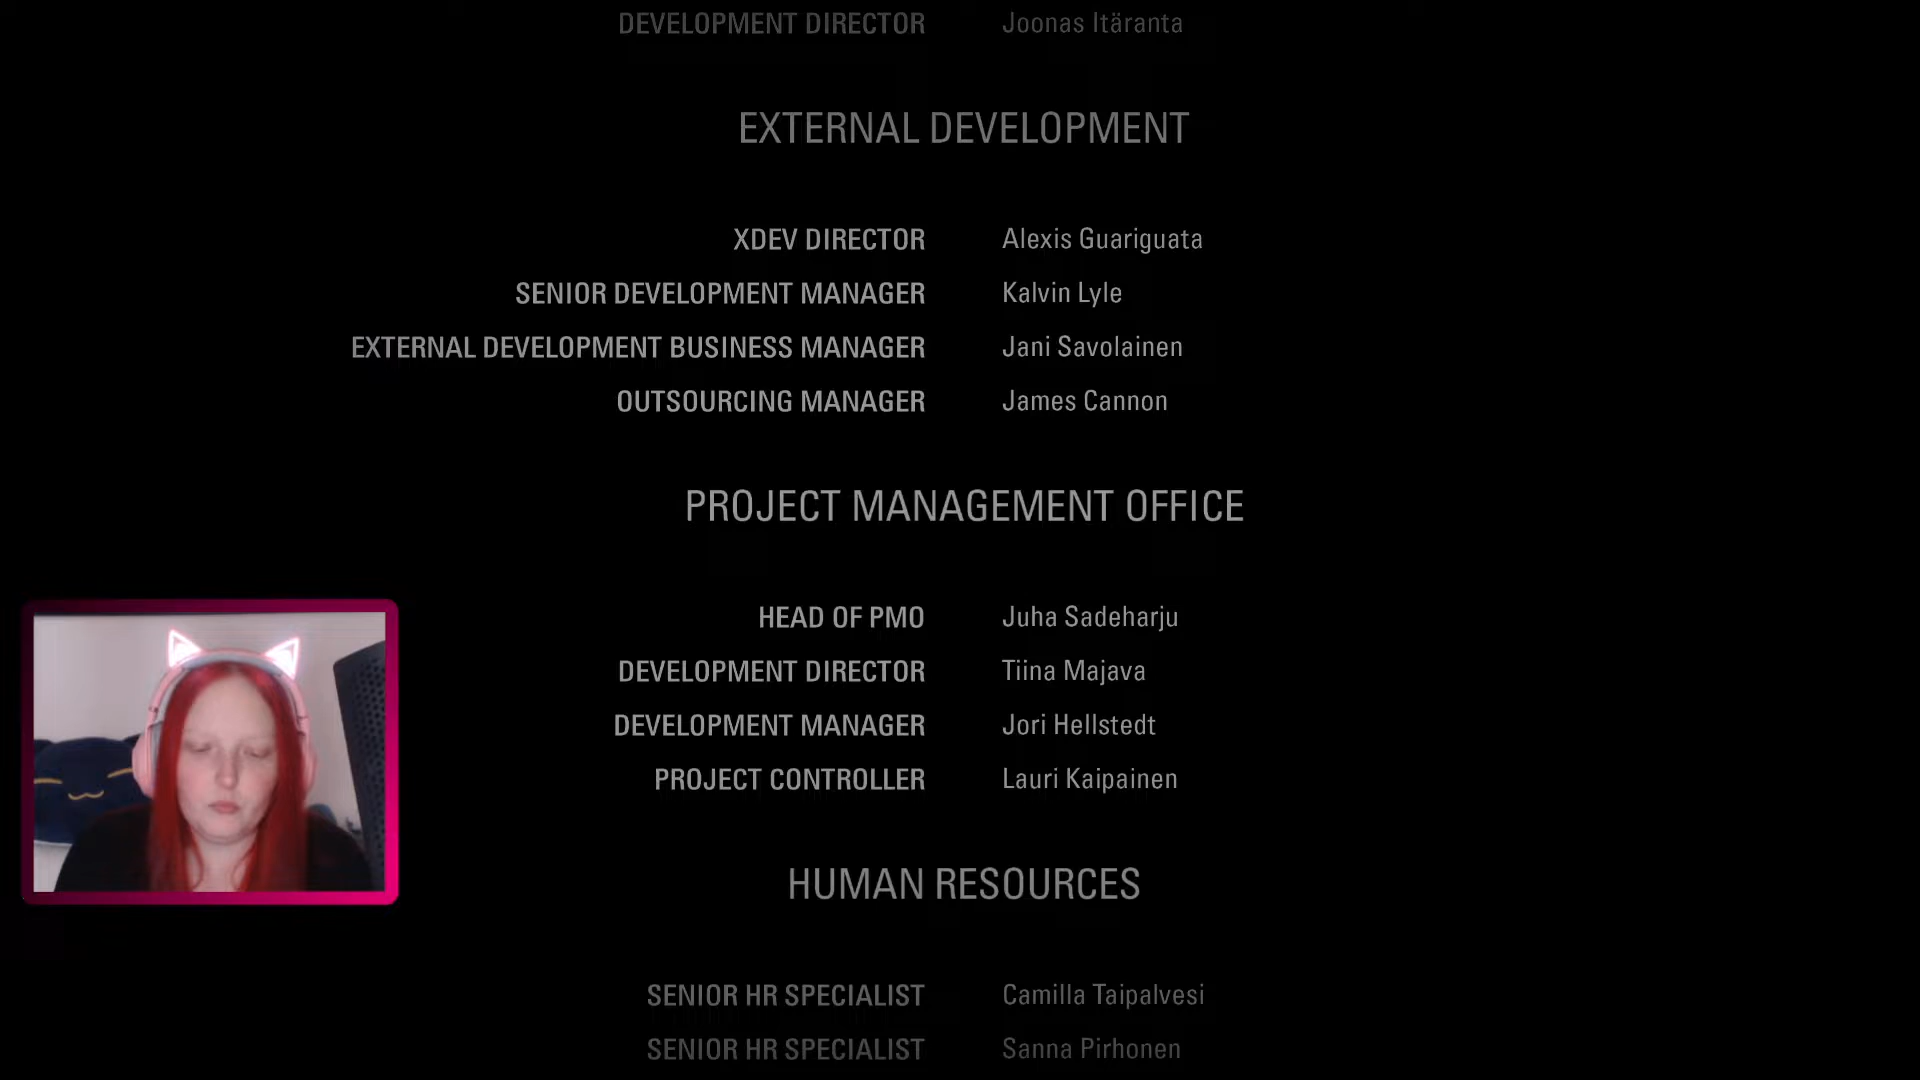 DEVELOPMENT DIRECTOR Joonas Itäranta
EXTERNAL DEVELOPMENT
XDEV DIRECTOR Alexis Guariguata
SENIOR DEVELOPMENT MANAGER Kalvin Lyle
EXTERNAL DEVELOPMENT BUSINESS MANAGER Jani Savolainen
OUTSOURCING MANAGER James Cannon
PROJECT MANAGEMENT OFFICE
HEAD OF PMO Juha Sadeharju
DEVELOPMENT DIRECTOR Tiina Majava
DEVELOPMENT MANAGER Jori Hellstedt
PROJECT CONTROLLER Lauri Kaipainen
HUMAN RESOURCES
SENIOR HR SPECIALIST Camilla Taipalvesi
SENIOR HR SPECIALIST Sanna Pirhonen